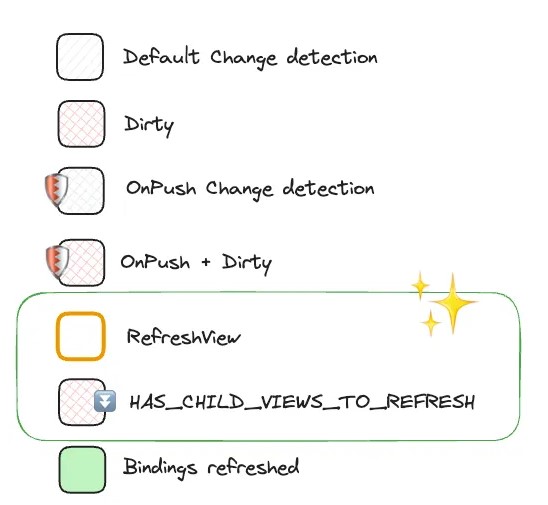 Default Change detection
Dirty
OnPush Change detection
OnPush + Dirty
RefreshView
HAS_CHILD_VIEWS_TO_REFRESH
Bindings refreshed